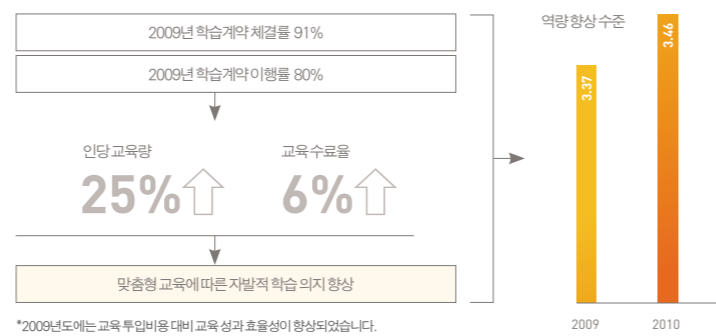 2009년 학습계약 체결률 91%
2009년 학습계약 이행률 80%
인당 교육량
25%
교육 수료율
6%
맞춤형 교육에 따른 자발적 학습 의지 향상
*2009년도에는 교육 투입비용 대비 교육 성과 효율성이 향상되었습니다.
역량 향상 수준
3.37
3.46
2009
2010